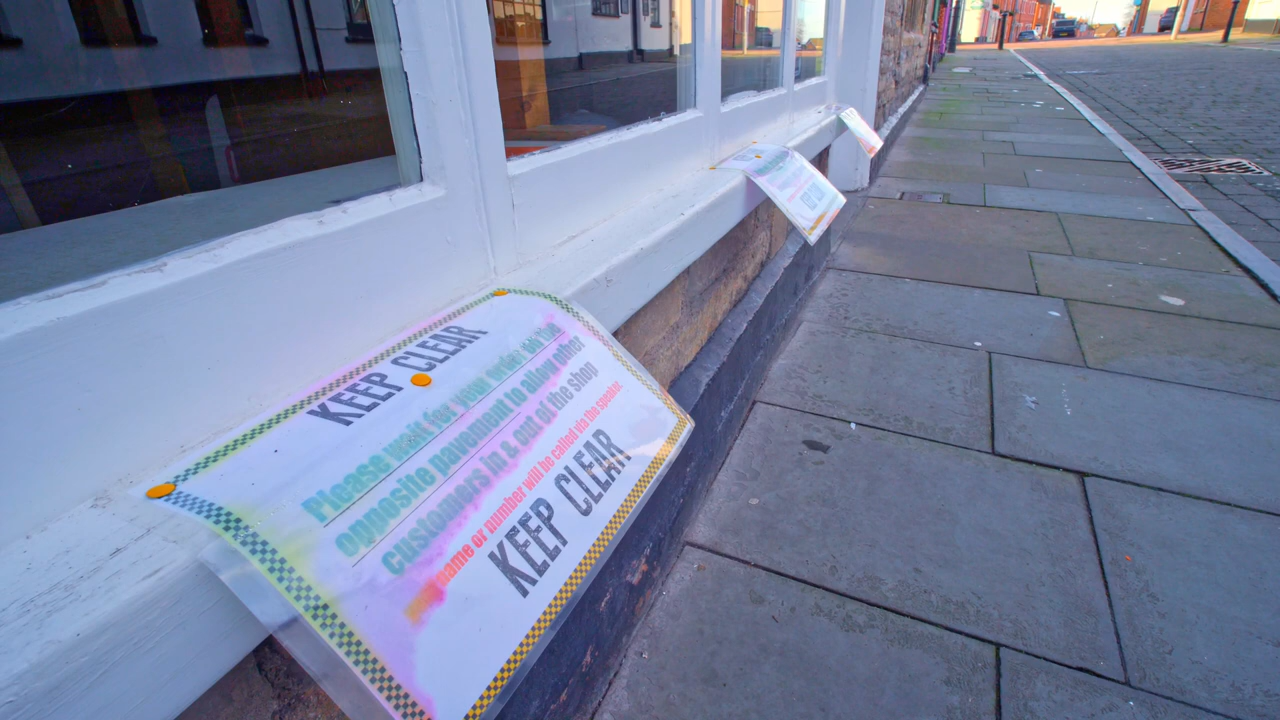 KEEP CLEAR
Please wait for your order on the
opposite pavement to allow other
customers in & out of the shop
name or number will be called via the speaker
KEEP CLEAR